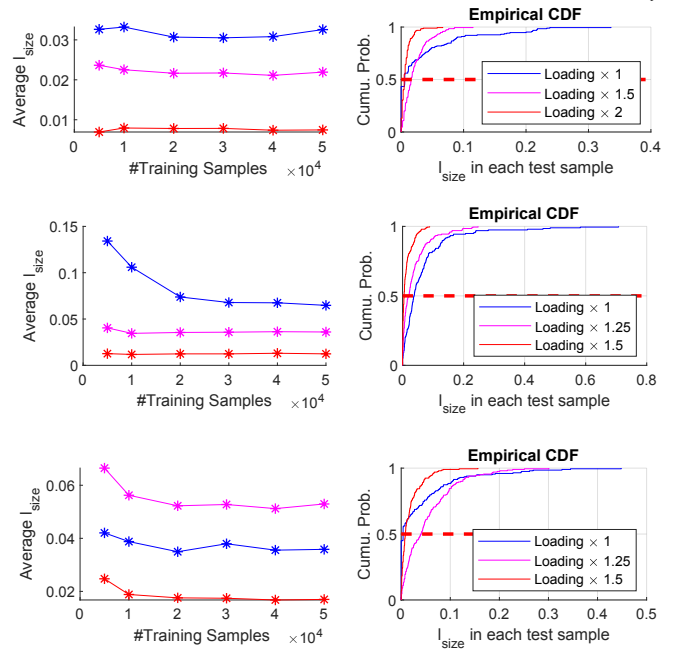 Empirical CDF
Average I_size
0.03
0.02
0.01
0 1 2 3 4 5
#Training Samples ×10^4
Cumu. Prob.
1
0.5
0
Loading × 1
Loading × 1.5
Loading × 2
0 0.1 0.2 0.3 0.4
I_size in each test sample
Empirical CDF
Average I_size
0.15
0.1
0.05
0
0 1 2 3 4 5
#Training Samples ×10^4
Cumu. Prob.
1
0.5
0
Loading × 1
Loading × 1.25
Loading × 1.5
0 0.2 0.4 0.6 0.8
I_size in each test sample
Empirical CDF
Average I_size
0.06
0.04
0.02
0 1 2 3 4 5
#Training Samples ×10^4
Cumu. Prob.
1
0.5
0
Loading × 1
Loading × 1.25
Loading × 1.5
0 0.1 0.2 0.3 0.4 0.5
I_size in each test sample